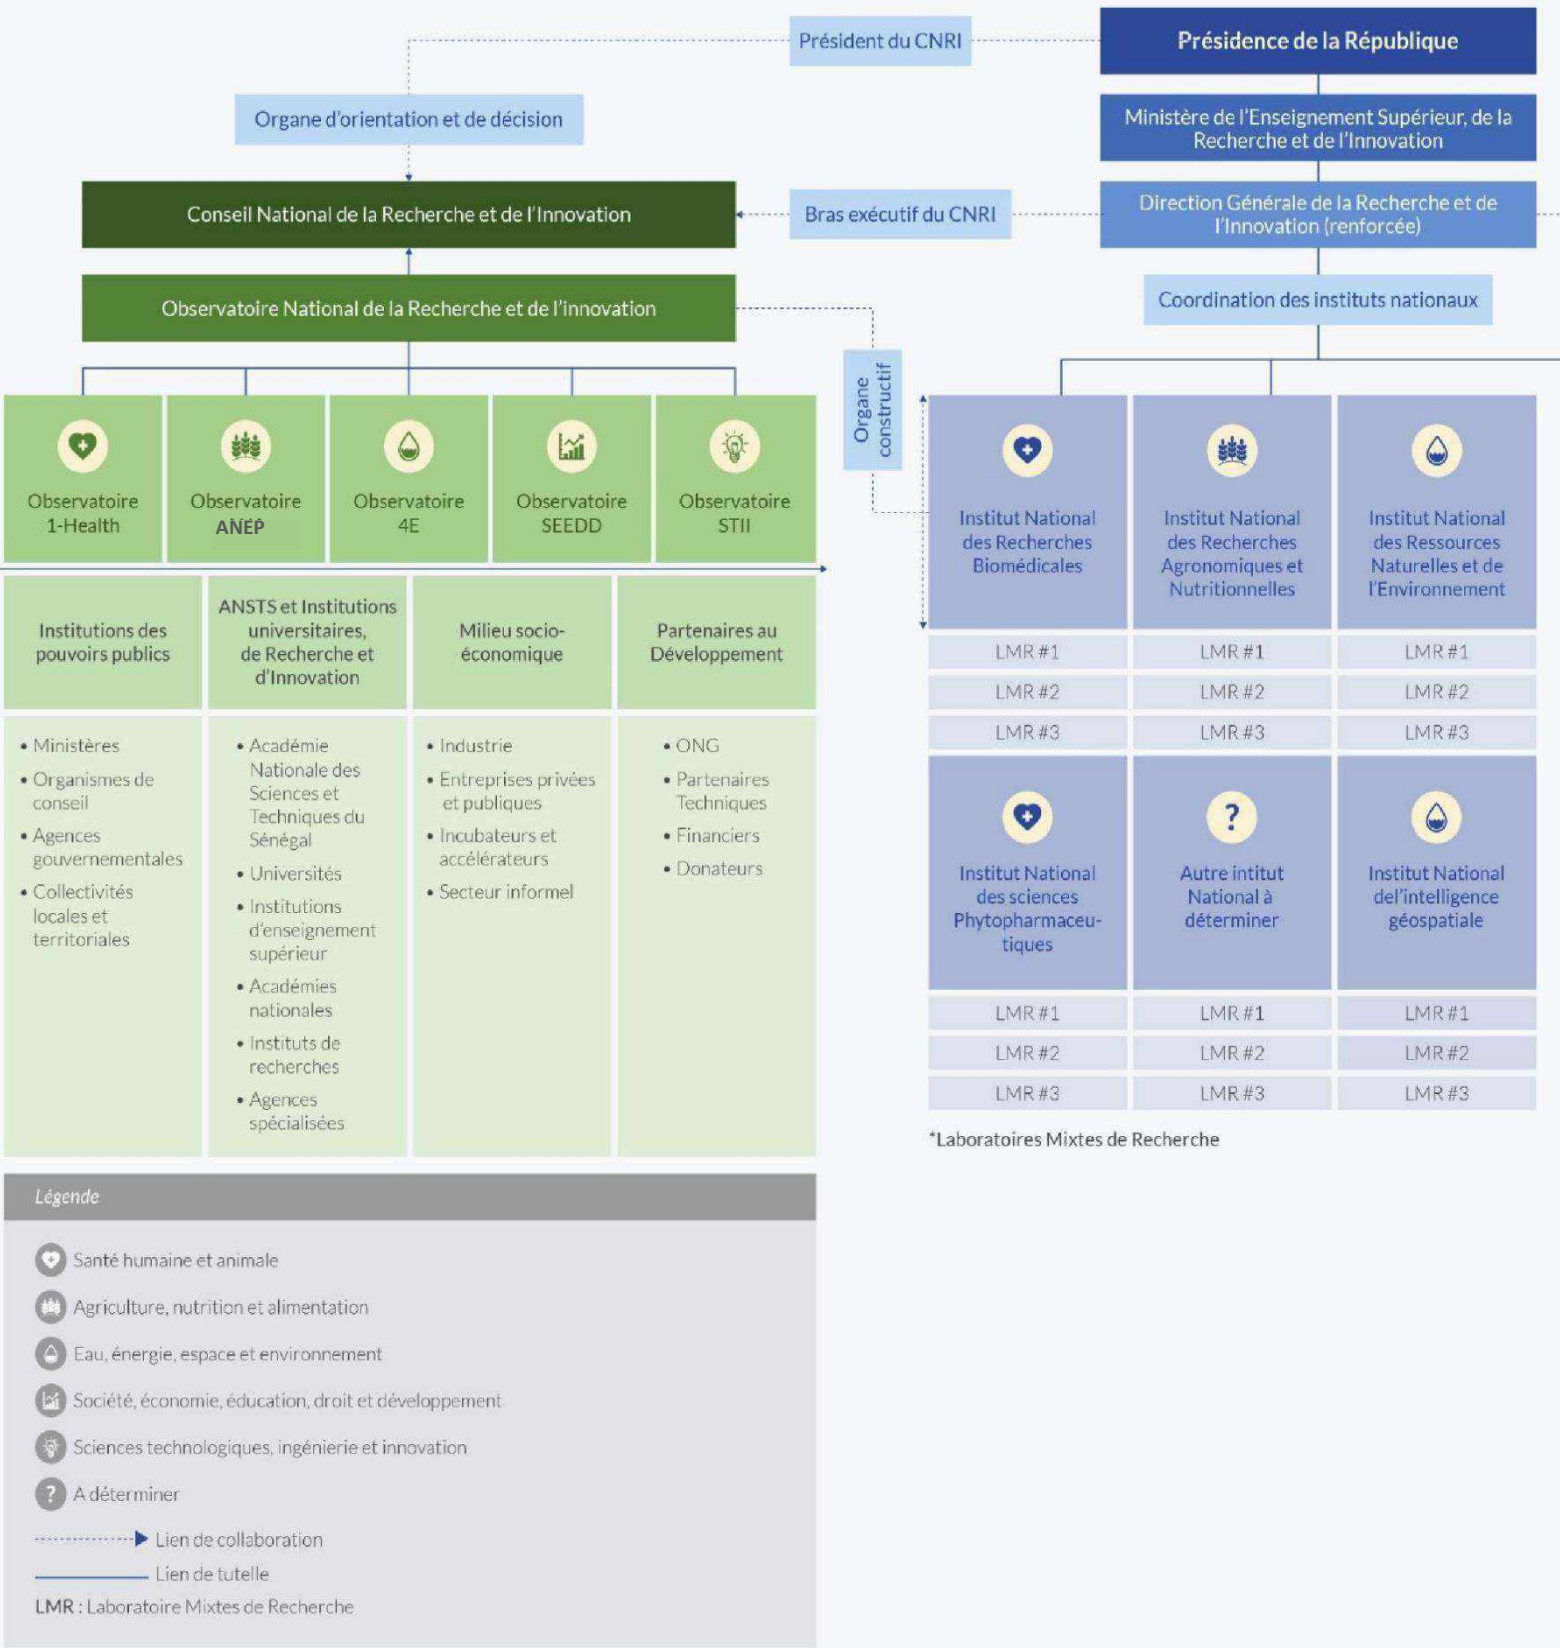 Président du CNRI
Présidence de la République
Organe d'orientation et de décision
Ministère de l'Enseignement Supérieur, de la
Recherche et de l'Innovation
Conseil National de la Recherche et de l'Innovation
Bras exécutif du CNRI
Direction Générale de la Recherche et de
l'Innovation (renforcée)
Observatoire National de la Recherche et de l'innovation
Coordination des instituts nationaux
Organe
constructif
Observatoire
1-Health
Observatoire
ANEP
Observatoire
4E
Observatoire
SEEDD
Observatoire
STII
Institutions des
pouvoirs publics
ANSTS et Institutions
universitaires,
de Recherche et
d'Innovation
Milieu socio-
économique
Partenaires au
Développement
• Ministères
• Organismes de
conseil
• Agences
gouvernementales
• Collectivités
locales et
territoriales
• Académie
Nationale des
Sciences et
Techniques du
Sénégal
• Universités
• Institutions
d'enseignement
supérieur
• Académies
nationales
• Instituts de
recherches
• Agences
spécialisées
• Industrie
• Entreprises privées
et publiques
• Incubateurs et
accélérateurs
• Secteur informel
• ONG
• Partenaires
Techniques
• Financiers
• Donateurs
Institut National
des Recherches
Biomédicales
LMR #1
LMR #2
LMR #3
Institut National
des Recherches
Agronomiques et
Nutritionnelles
LMR #1
LMR #2
LMR #3
Institut National
des Ressources
Naturelles et de
l'Environnement
LMR #1
LMR #2
LMR #3
Institut National
des sciences
Phytopharmaceu-
tiques
LMR #1
LMR #2
LMR #3
?
Autre intitut
National à
déterminer
LMR #1
LMR #2
LMR #3
Institut National
del'intelligence
géospatiale
LMR #1
LMR #2
LMR #3
*Laboratoires Mixtes de Recherche
Légende
Santé humaine et animale
Agriculture, nutrition et alimentation
Eau, énergie, espace et environnement
Société, économie, éducation, droit et développement
Sciences technologiques, ingénierie et innovation
? A déterminer
Lien de collaboration
Lien de tutelle
LMR : Laboratoire Mixtes de Recherche